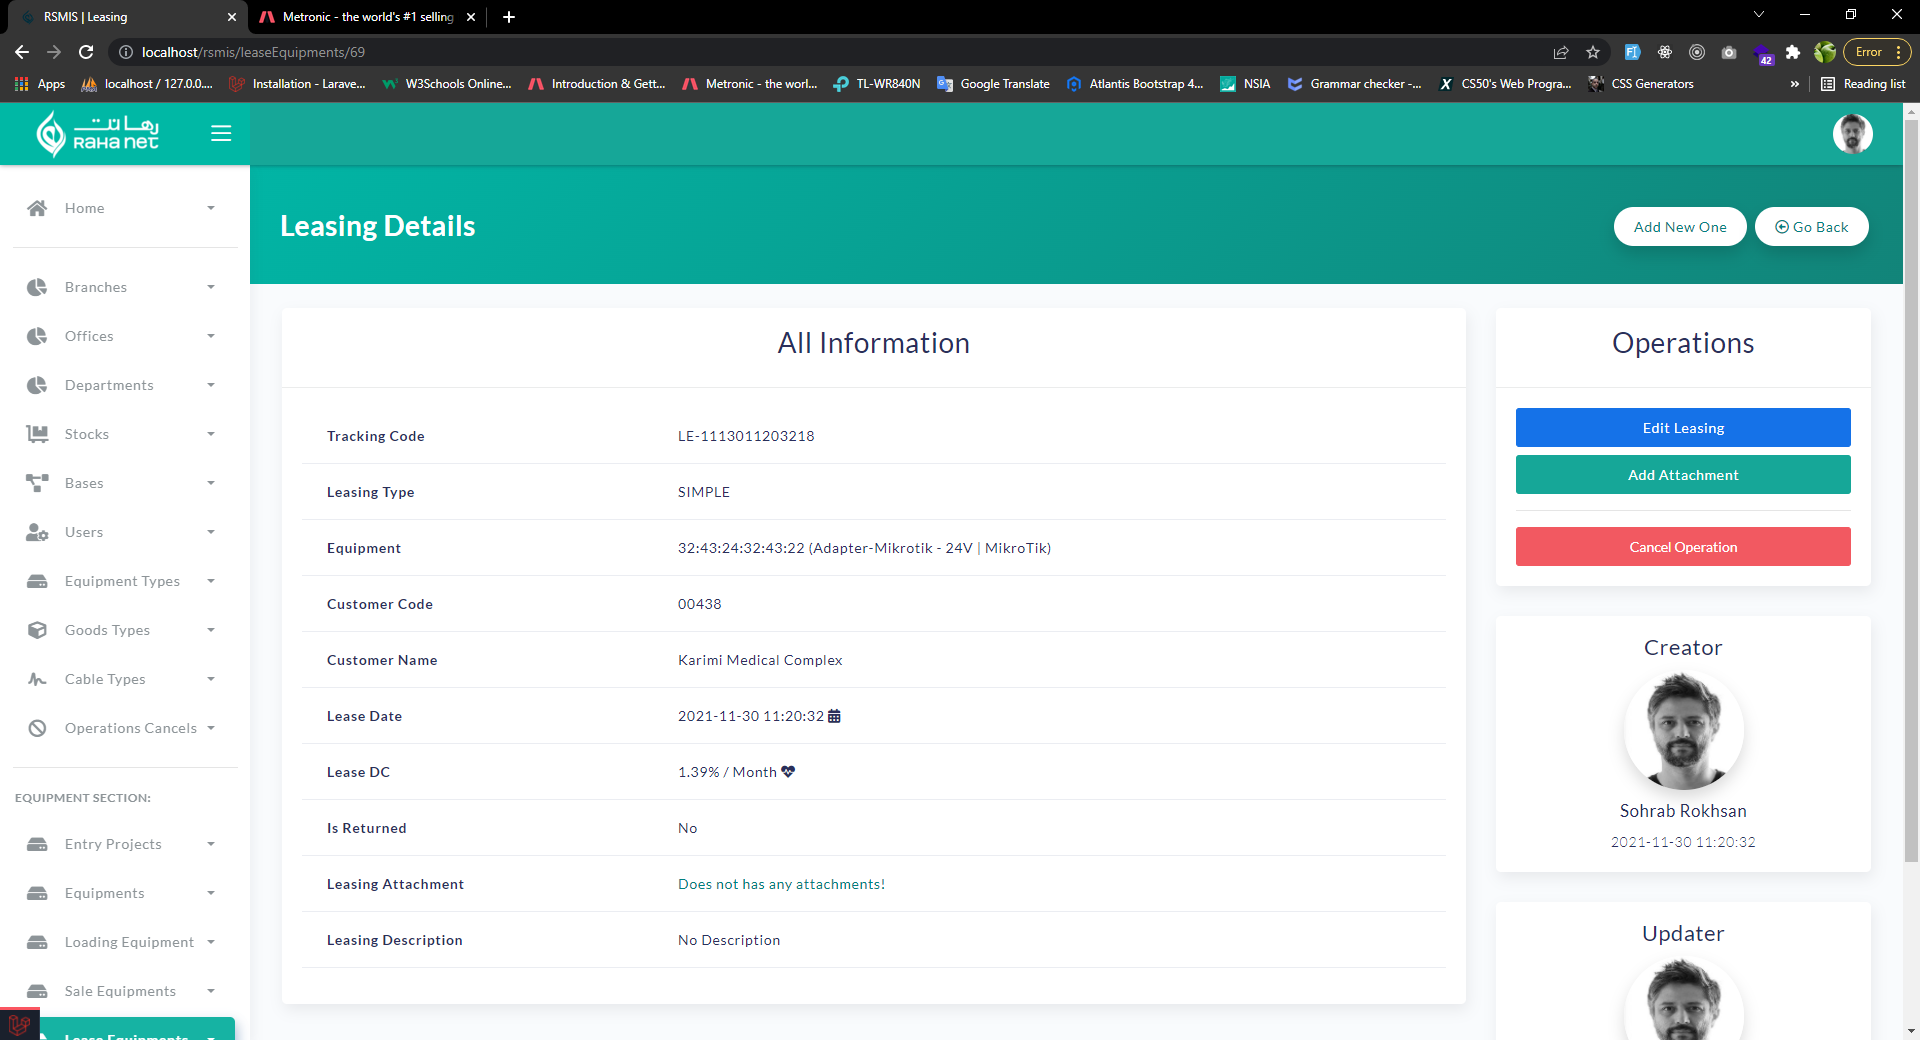 RSMIS | Leasing
Metronic - the world's #1 selling
localhost/rsmis/leaseEquipments/69
Error
42
Apps
localhost / 127.0.0....
Installation - Larave...
W3Schools Online...
Introduction & Gett...
Metronic - the worl...
TL-WR840N
Google Translate
Atlantis Bootstrap 4...
NSIA
Grammar checker -...
CS50's Web Progra...
CSS Generators
»
Reading list
رها نت
RAHA NET
Home
Branches
Offices
Departments
Stocks
Bases
Users
Equipment Types
Goods Types
Cable Types
Operations Cancels
EQUIPMENT SECTION:
Entry Projects
Equipments
Loading Equipment
Sale Equipments
Lease Equipments
Leasing Details
Add New One
Go Back
All Information
Tracking Code
LE-1113011203218
Leasing Type
SIMPLE
Equipment
32:43:24:32:43:22 (Adapter-Mikrotik - 24V | MikroTik)
Customer Code
00438
Customer Name
Karimi Medical Complex
Lease Date
2021-11-30 11:20:32
Lease DC
1.39% / Month
Is Returned
No
Leasing Attachment
Does not has any attachments!
Leasing Description
No Description
Operations
Edit Leasing
Add Attachment
Cancel Operation
Creator
Sohrab Rokhsan
2021-11-30 11:20:32
Updater